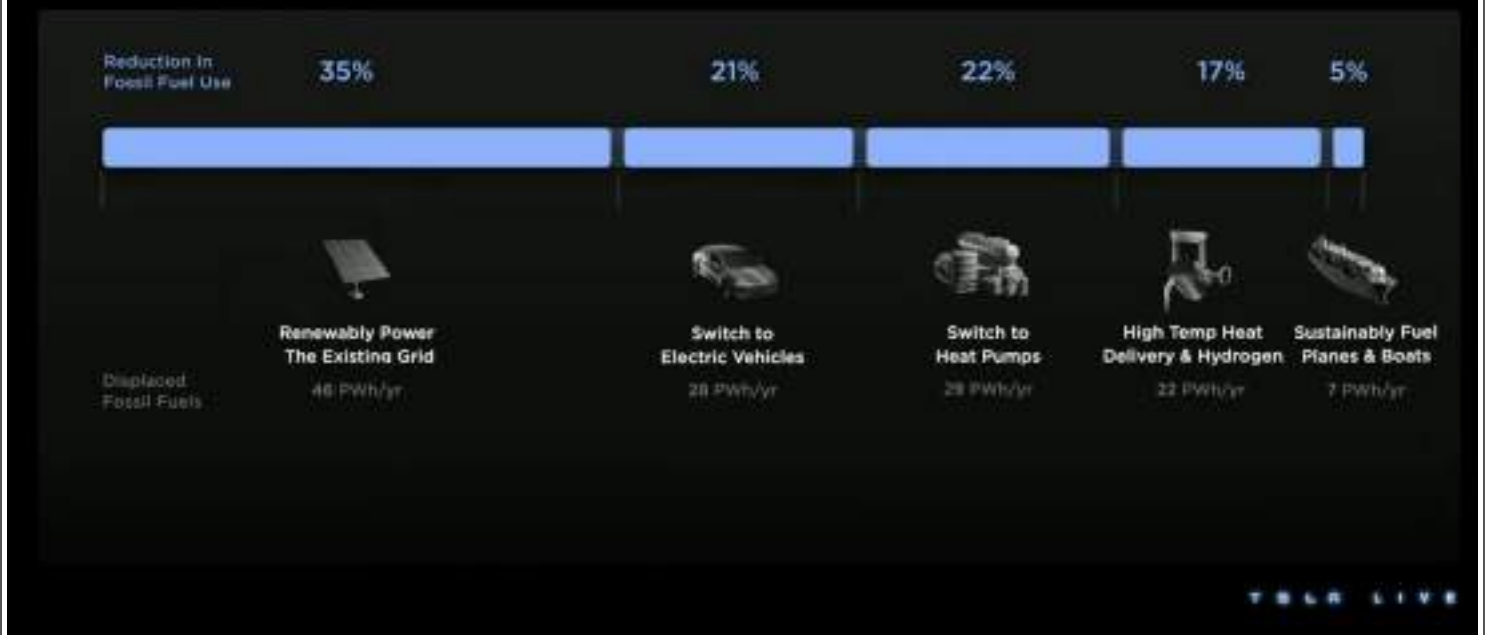 Reduction In
Fossil Fuel Use
35%
21%
22%
17%
5%
Renewably Power
The Existing Grid
Switch to
Electric Vehicles
Switch to
Heat Pumps
High Temp Heat
Delivery & Hydrogen
Sustainably Fuel
Planes & Boats
Displaced
Fossil Fuels
46 PWh/yr
28 PWh/yr
29 PWh/yr
22 PWh/yr
7 PWh/yr
TSLA LIVE